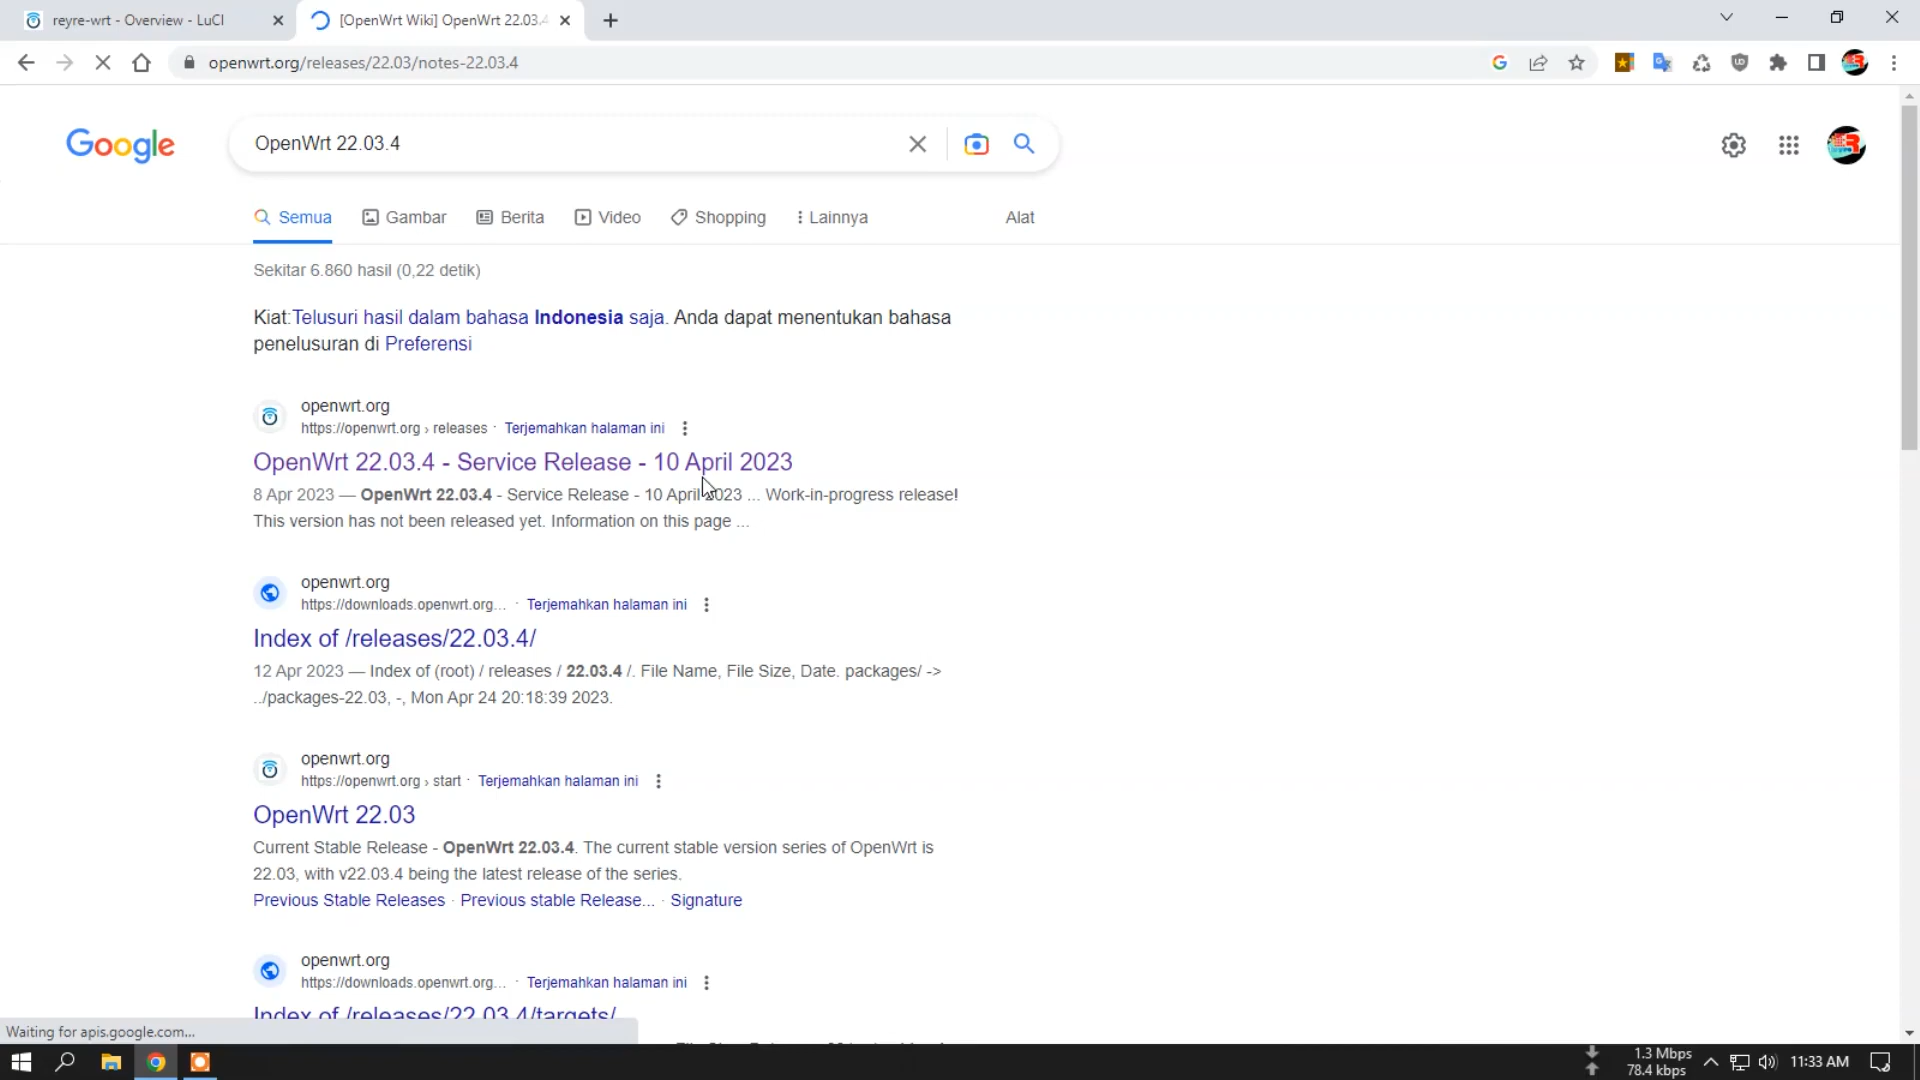 reyre-wrt - Overview - LuCI
[OpenWrt Wiki] OpenWrt 22.03.4
openwrt.org/releases/22.03/notes-22.03.4
Google
OpenWrt 22.03.4
Semua
Gambar
Berita
Video
Shopping
Lainnya
Alat
Sekitar 6.860 hasil (0,22 detik)
Kiat:Telusuri hasil dalam bahasa Indonesia saja. Anda dapat menentukan bahasa
penelusuran di Preferensi
openwrt.org
https://openwrt.org › releases · Terjemahkan halaman ini
OpenWrt 22.03.4 - Service Release - 10 April 2023
8 Apr 2023 — OpenWrt 22.03.4 - Service Release - 10 April 2023 ... Work-in-progress release!
This version has not been released yet. Information on this page ...
openwrt.org
https://downloads.openwrt.org... · Terjemahkan halaman ini
Index of /releases/22.03.4/
12 Apr 2023 — Index of (root) / releases / 22.03.4 /. File Name, File Size, Date. packages/ ->
../packages-22.03, -, Mon Apr 24 20:18:39 2023.
openwrt.org
https://openwrt.org › start · Terjemahkan halaman ini
OpenWrt 22.03
Current Stable Release - OpenWrt 22.03.4. The current stable version series of OpenWrt is
22.03, with v22.03.4 being the latest release of the series.
Previous Stable Releases · Previous stable Release... · Signature
openwrt.org
https://downloads.openwrt.org... · Terjemahkan halaman ini
Index of /releases/22.03.4/targets/
Waiting for apis.google.com...
1.3 Mbps
78.4 kbps
11:33 AM